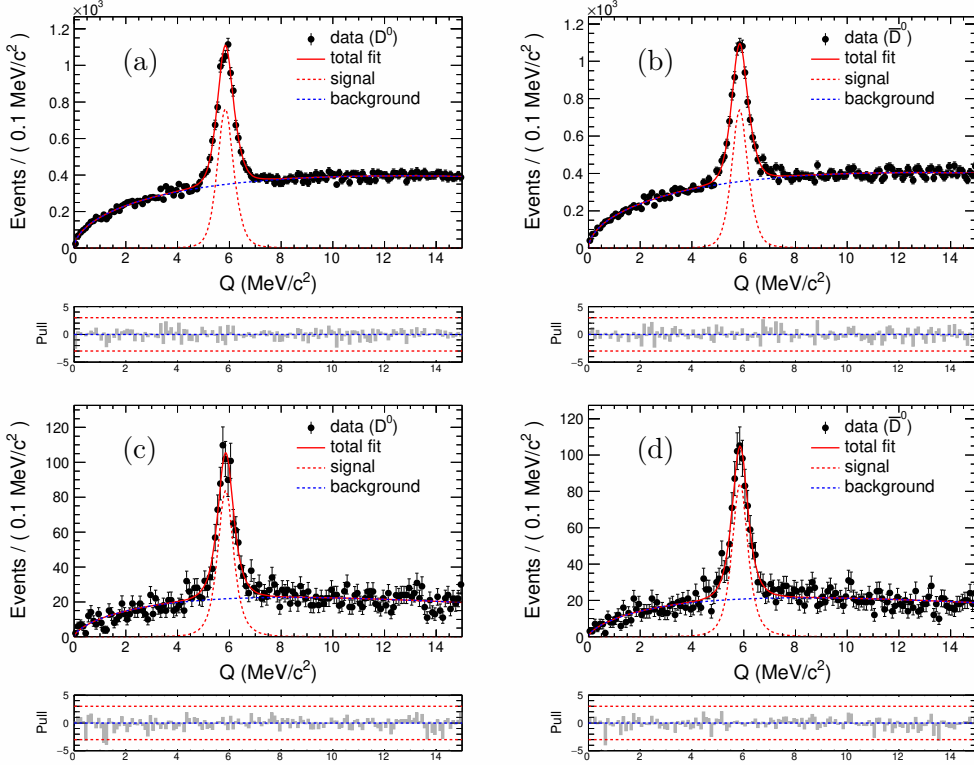 ×10³
1.2
1
0.8
0.6
0.4
0.2
0
Events / ( 0.1 MeV/c² )
(a)
data (D⁰)
total fit
signal
background
0 2 4 6 8 10 12 14
Q (MeV/c²)
5
0
−5
Pull
0 2 4 6 8 10 12 14
×10³
1.2
1
0.8
0.6
0.4
0.2
0
Events / ( 0.1 MeV/c² )
(b)
data (D̅⁰)
total fit
signal
background
0 2 4 6 8 10 12 14
Q (MeV/c²)
5
0
−5
Pull
0 2 4 6 8 10 12 14
120
100
80
60
40
20
0
Events / ( 0.1 MeV/c² )
(c)
data (D⁰)
total fit
signal
background
0 2 4 6 8 10 12 14
Q (MeV/c²)
5
0
−5
Pull
0 2 4 6 8 10 12 14
120
100
80
60
40
20
0
Events / ( 0.1 MeV/c² )
(d)
data (D̅⁰)
total fit
signal
background
0 2 4 6 8 10 12 14
Q (MeV/c²)
5
0
−5
Pull
0 2 4 6 8 10 12 14